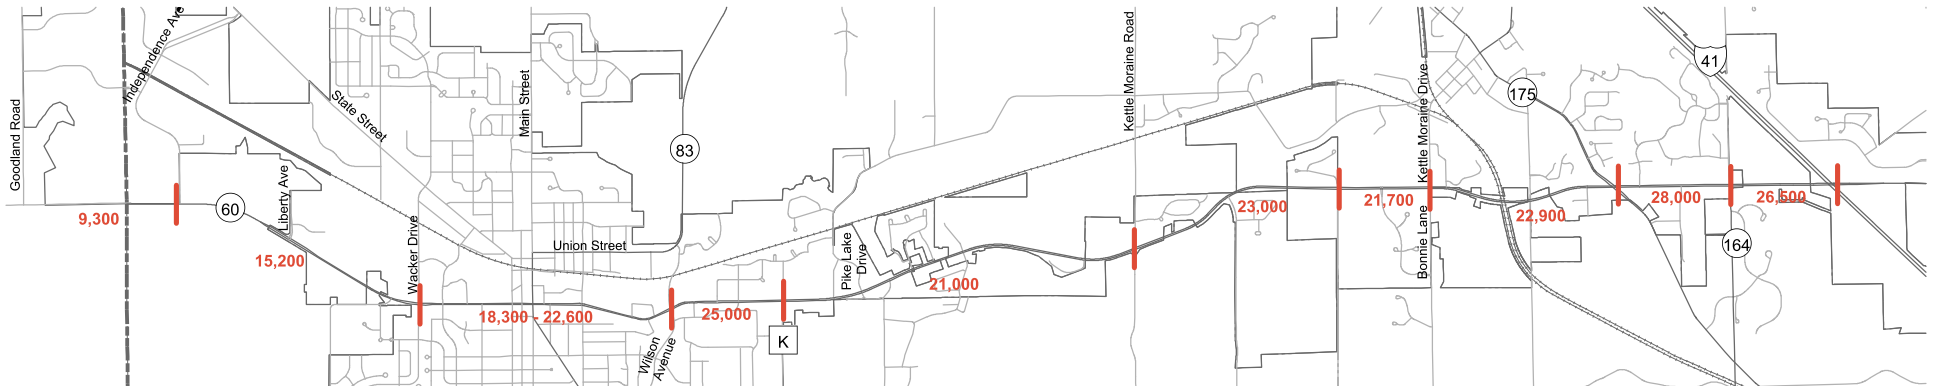 Goodland Road
Independence Ave
State Street
Liberty Ave
60
9,300
15,200
Wacker Drive
Main Street
Union Street
83
18,300 - 22,600
Wilson
Avenue
25,000
K
Pike Lake
Drive
21,000
Kettle Moraine Road
23,000
21,700
Kettle Moraine Drive
Bonnie Lane
175
22,900
28,000
41
26,500
164